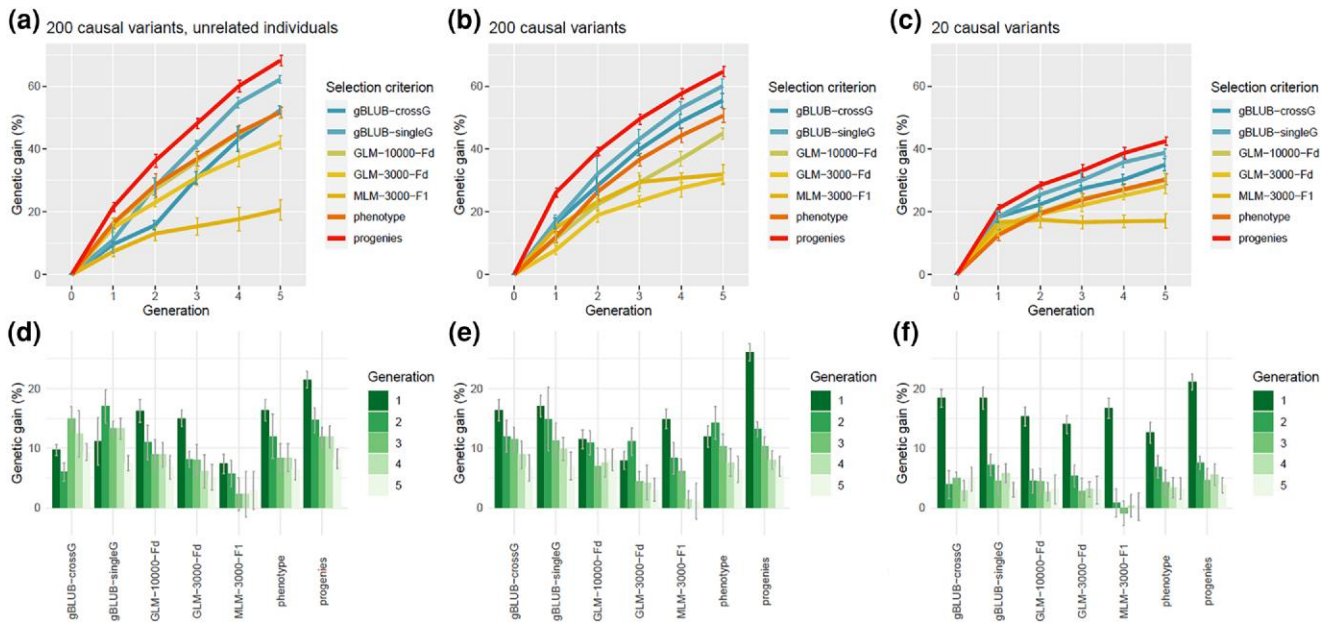 (a) 200 causal variants, unrelated individuals
Genetic gain (%)
60
40
20
0
0 1 2 3 4 5
Generation
Selection criterion
gBLUB-crossG
gBLUB-singleG
GLM-10000-Fd
GLM-3000-Fd
MLM-3000-F1
phenotype
progenies
(b) 200 causal variants
Genetic gain (%)
60
40
20
0
0 1 2 3 4 5
Generation
Selection criterion
gBLUB-crossG
gBLUB-singleG
GLM-10000-Fd
GLM-3000-Fd
MLM-3000-F1
phenotype
progenies
(c) 20 causal variants
Genetic gain (%)
60
40
20
0
0 1 2 3 4 5
Generation
Selection criterion
gBLUB-crossG
gBLUB-singleG
GLM-10000-Fd
GLM-3000-Fd
MLM-3000-F1
phenotype
progenies
(d)
Genetic gain (%)
20
10
0
gBLUB-crossG
gBLUB-singleG
GLM-10000-Fd
GLM-3000-Fd
MLM-3000-F1
phenotype
progenies
Generation
1
2
3
4
5
(e)
Genetic gain (%)
20
10
0
gBLUB-crossG
gBLUB-singleG
GLM-10000-Fd
GLM-3000-Fd
MLM-3000-F1
phenotype
progenies
Generation
1
2
3
4
5
(f)
Genetic gain (%)
20
10
0
gBLUB-crossG
gBLUB-singleG
GLM-10000-Fd
GLM-3000-Fd
MLM-3000-F1
phenotype
progenies
Generation
1
2
3
4
5